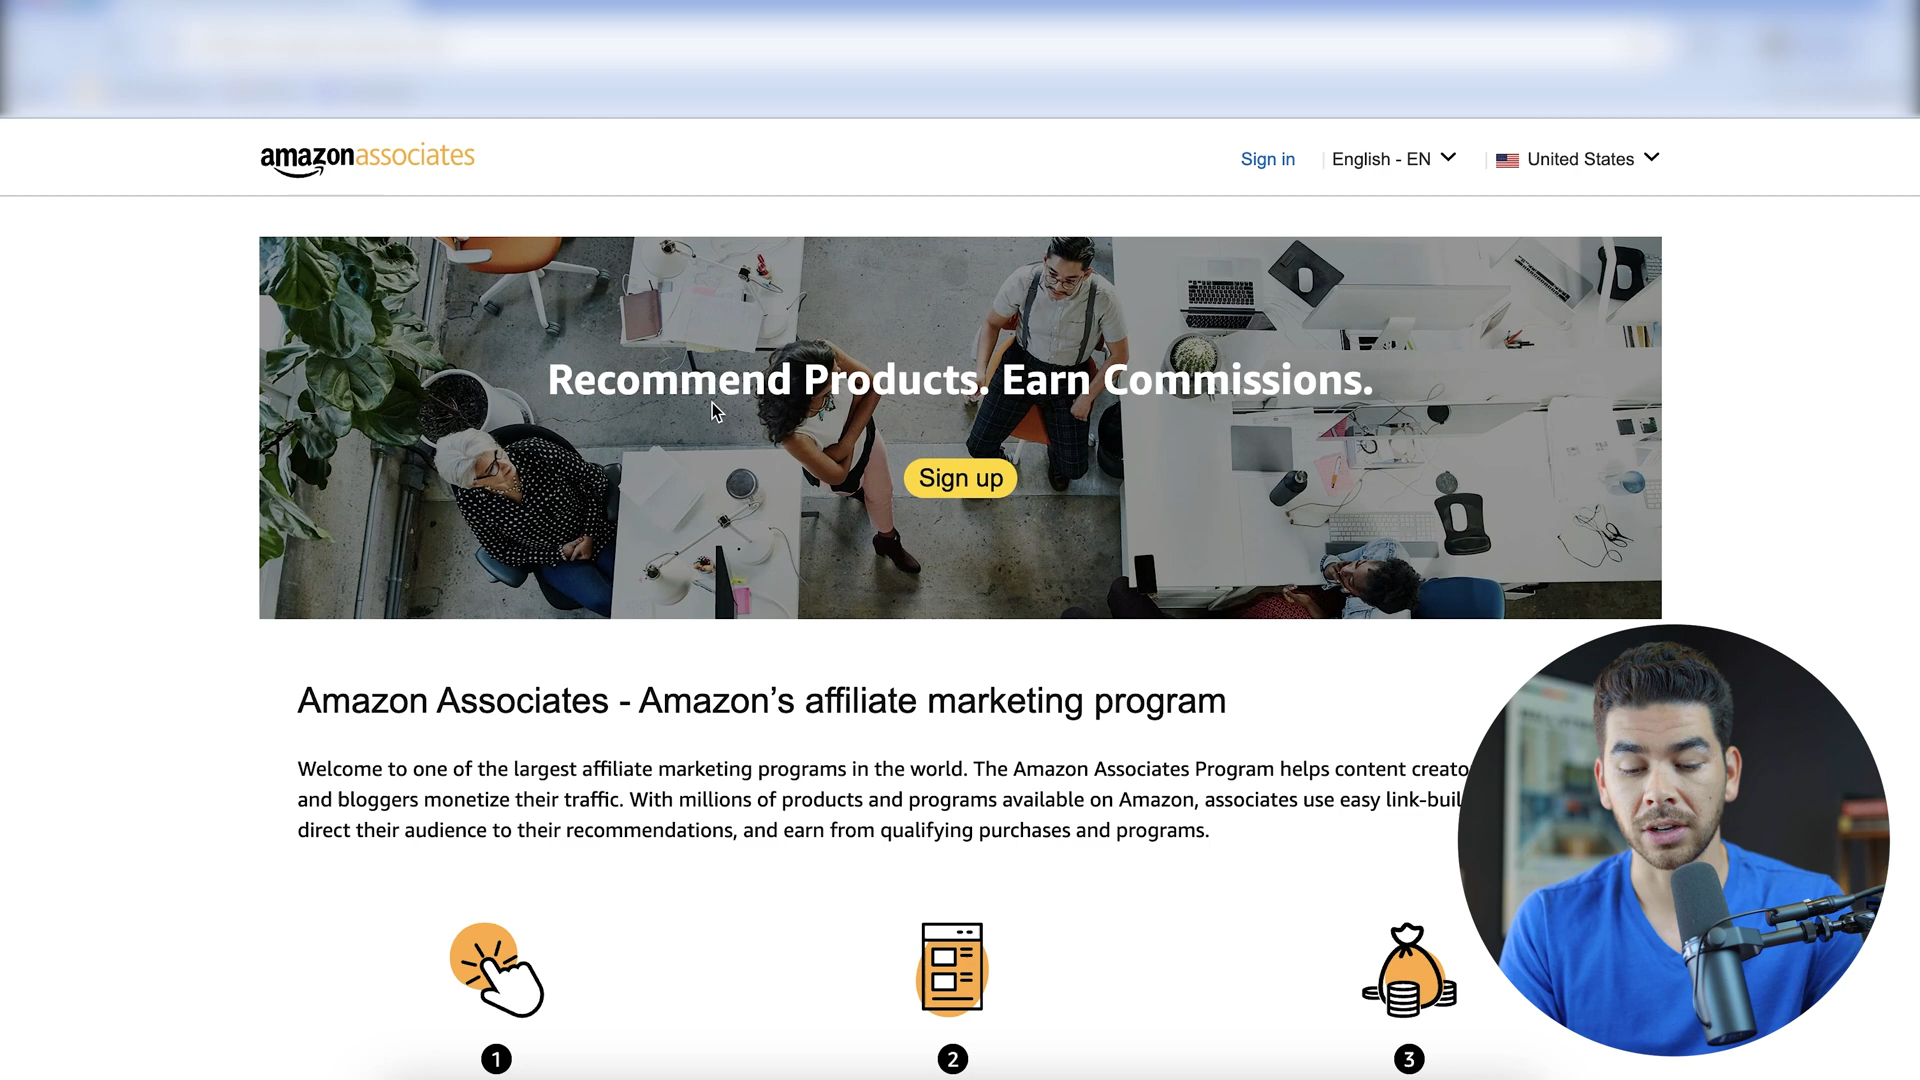 amazonassociates
Sign in
English - EN
United States
Recommend Products. Earn Commissions.
Sign up
Amazon Associates - Amazon’s affiliate marketing program
Welcome to one of the largest affiliate marketing programs in the world. The Amazon Associates Program helps content creato
and bloggers monetize their traffic. With millions of products and programs available on Amazon, associates use easy link-buil
direct their audience to their recommendations, and earn from qualifying purchases and programs.
1
2
3